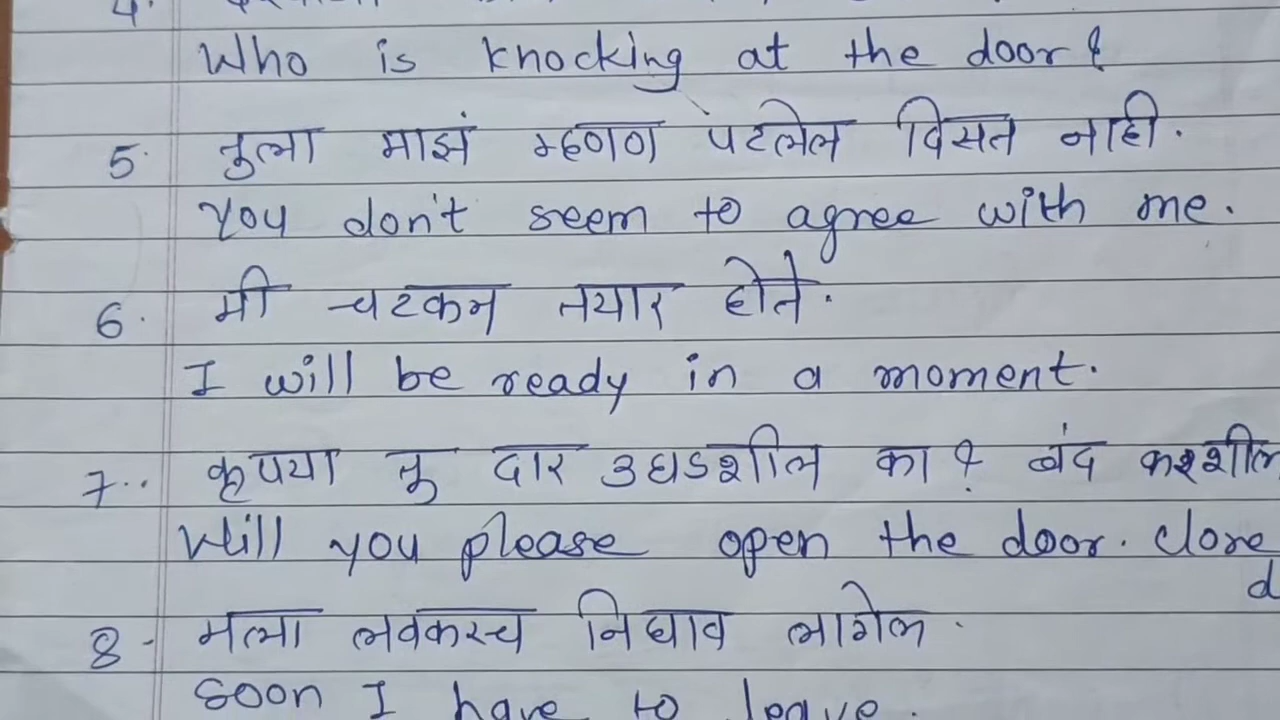 4.
Who is knocking at the door?
5. तुला माझं म्हणण पटलेल दिसत नाही.
You don't seem to agree with me.
6. मी चटकन तयार होते.
I will be ready in a moment.
7.. कृपया तू दार उघडशील का? बंद करशील
Will you please open the door. close
d
8. मला लवकरच निघाव लागेल.
Soon I have to leave.